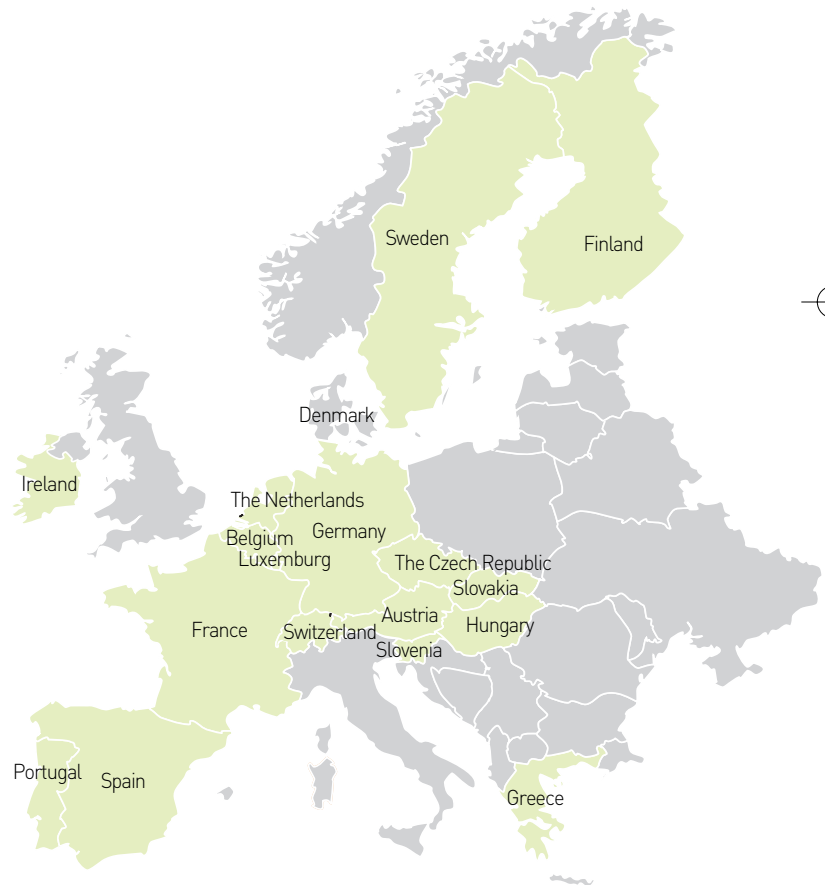 Sweden
Finland
Denmark
Ireland
The Netherlands
Germany
Belgium
Luxemburg
The Czech Republic
Slovakia
Austria
Hungary
France
Switzerland
Slovenia
Portugal
Spain
Greece